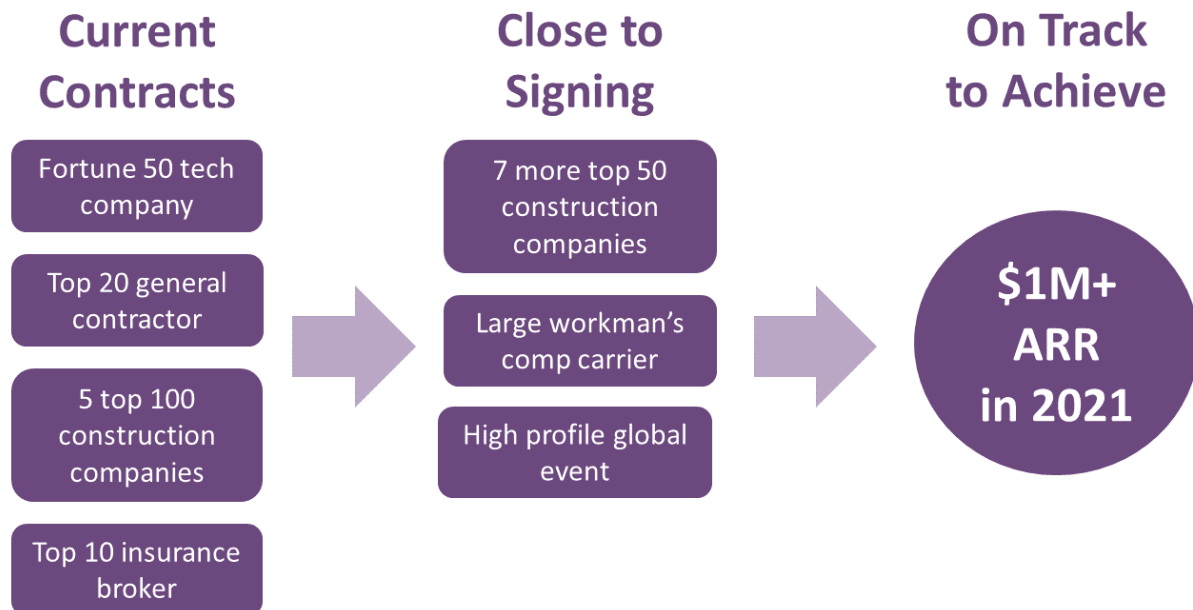 Current
Contracts
Fortune 50 tech
company
Top 20 general
contractor
5 top 100
construction
companies
Top 10 insurance
broker
Close to
Signing
7 more top 50
construction
companies
Large workman’s
comp carrier
High profile global
event
On Track
to Achieve
$1M+
ARR
in 2021